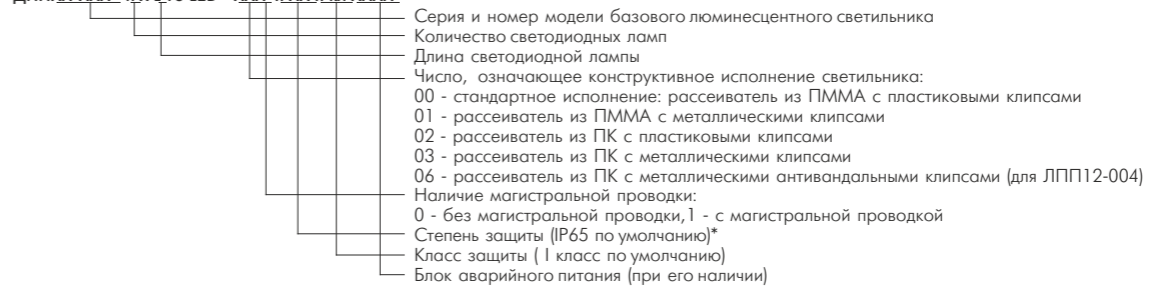 Серия и номер модели базового люминесцентного светильника
Количество светодиодных ламп
Длина светодиодной лампы
Число, означающее конструктивное исполнение светильника:
00 - стандартное исполнение: рассеиватель из ПММА с пластиковыми клипсами
01 - рассеиватель из ПММА с металлическими клипсами
02 - рассеиватель из ПК с пластиковыми клипсами
03 - рассеиватель из ПК с металлическими клипсами
06 - рассеиватель из ПК с металлическими антивандальными клипсами (для ЛПП12-004)
Наличие магистральной проводки:
0 - без магистральной проводки,1 - с магистральной проводкой
Степень защиты (IP65 по умолчанию)*
Класс защиты ( I класс по умолчанию)
Блок аварийного питания (при его наличии)